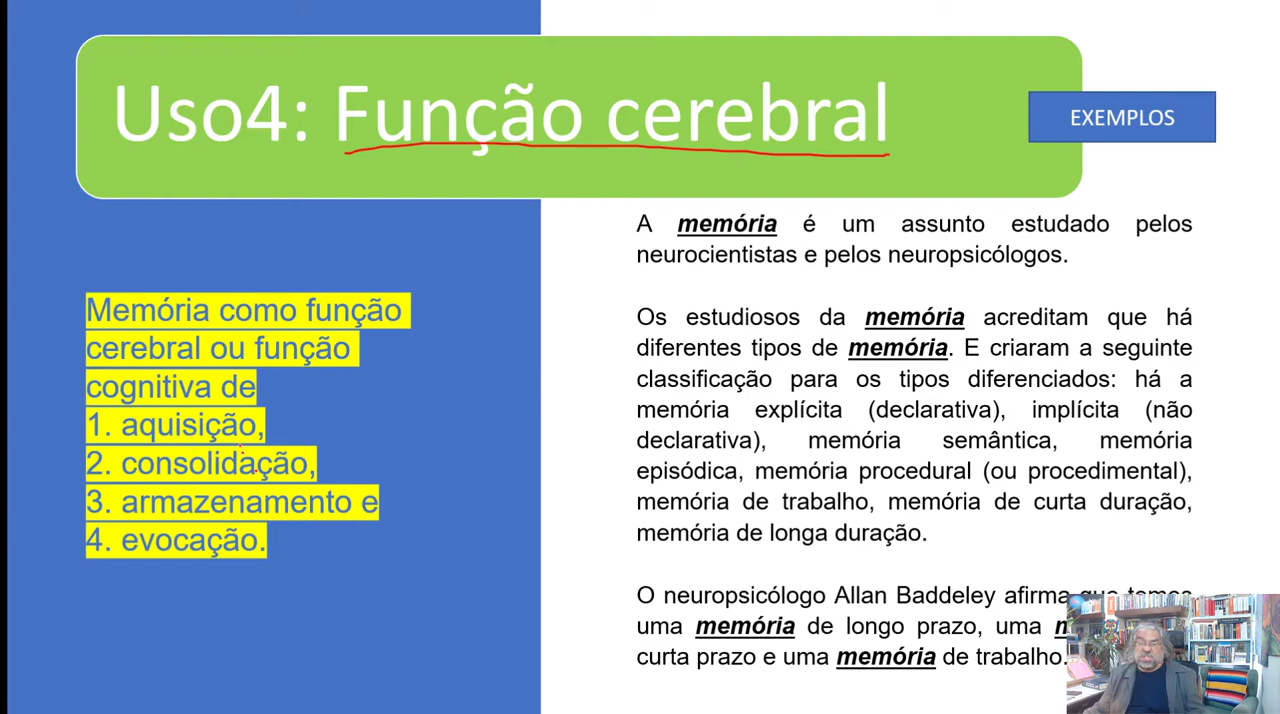 Uso4: Função cerebral
EXEMPLOS
Memória como função
cerebral ou função
cognitiva de
1. aquisição,
2. consolidação,
3. armazenamento e
4. evocação.
A memória é um assunto estudado pelos
neurocientistas e pelos neuropsicólogos.
Os estudiosos da memória acreditam que há
diferentes tipos de memória. E criaram a seguinte
classificação para os tipos diferenciados: há a
memória explícita (declarativa), implícita (não
declarativa), memória semântica, memória
episódica, memória procedural (ou procedimental),
memória de trabalho, memória de curta duração,
memória de longa duração.
O neuropsicólogo Allan Baddeley afirma que temos
uma memória de longo prazo, uma
curta prazo e uma memória de trabalho.